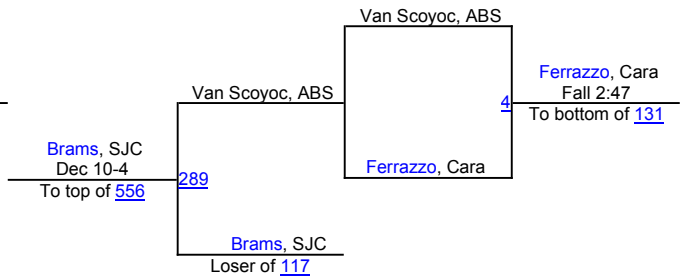 Van Scoyoc, ABS
Ferrazzo, Cara
Fall 2:47
4
To bottom of 131
Van Scoyoc, ABS
Brams, SJC
Dec 10-4
To top of 556
289
Ferrazzo, Cara
Brams, SJC
Loser of 117